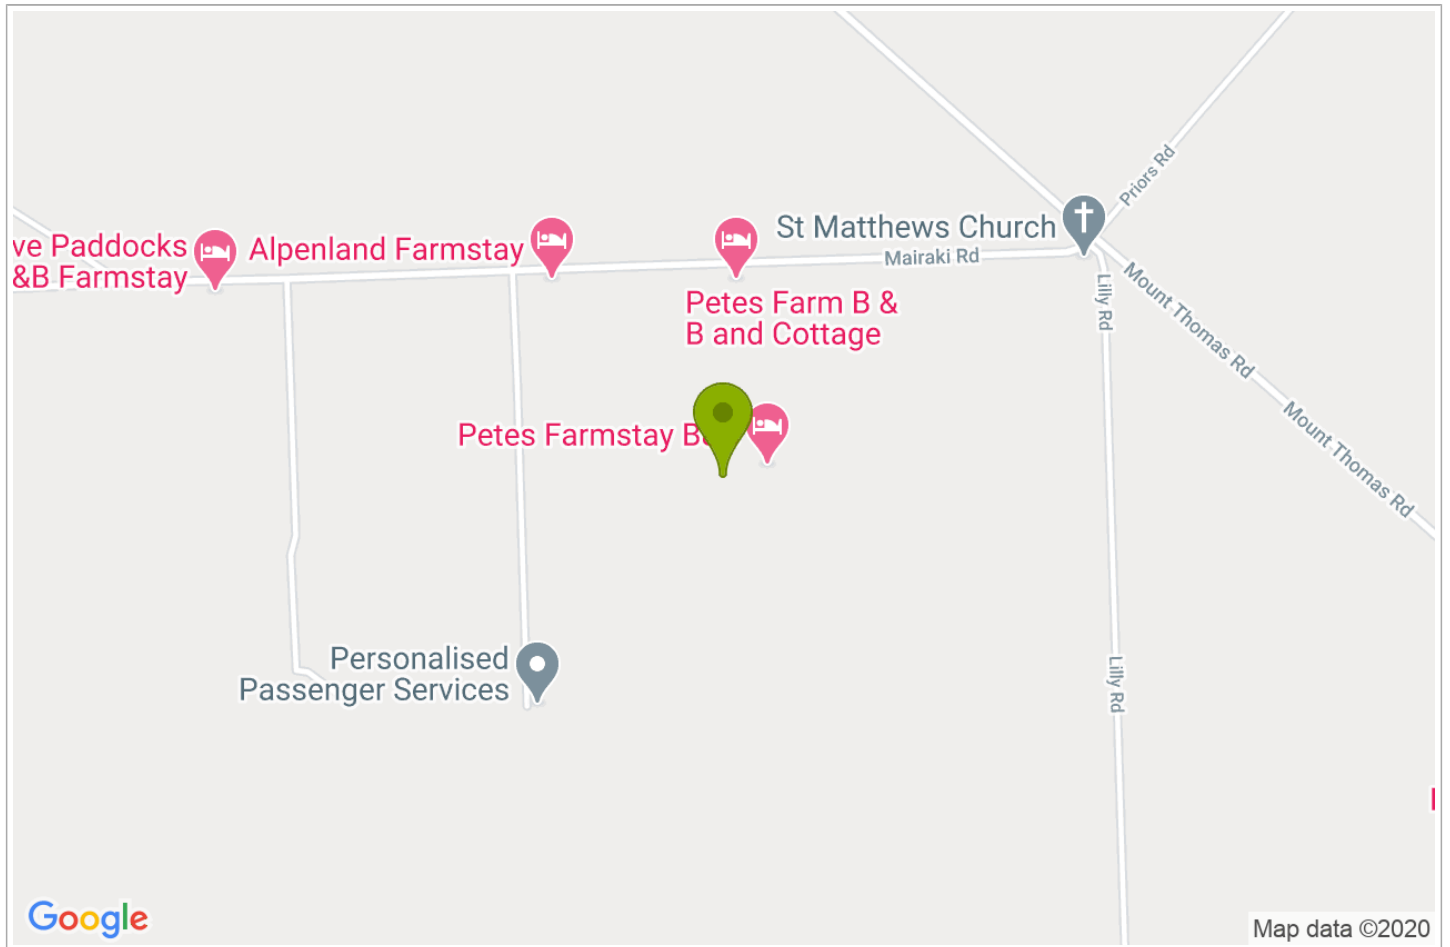 Priors Rd
St Matthews Church
Mairaki Rd
ve Paddocks
&B Farmstay
Alpenland Farmstay
Petes Farm B &
B and Cottage
Lilly Rd
Mount Thomas Rd
Mount Thomas Rd
Petes Farmstay
Personalised
Passenger Services
Lilly Rd
Google
Map data ©2020